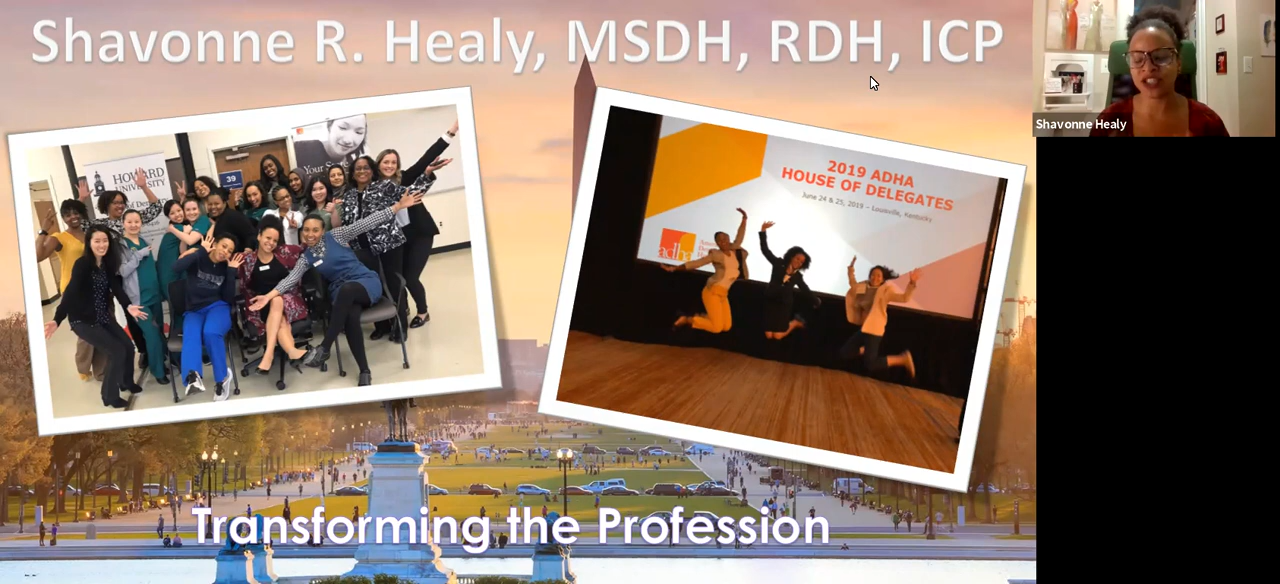 Shavonne R. Healy, MSDH, RDH, ICP
Shavonne Healy
HOWARD
UNIVERSITY
39
2019 ADHA
HOUSE OF DELEGATES
June 24 & 25, 2019 – Louisville, Kentucky
adha
Transforming the Profession